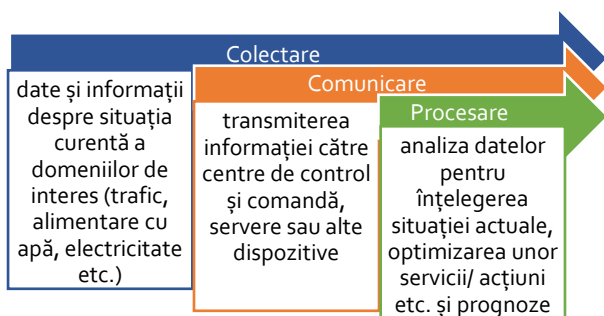 Colectare
date și informații
despre situația
curentă a
domeniilor de
interes (trafic,
alimentare cu
apă, electricitate
etc.)
Comunicare
transmiterea
informației către
centre de control
și comandă,
servere sau alte
dispozitive
Procesare
analiza datelor
pentru
înțelegerea
situației actuale,
optimizarea unor
servicii/ acțiuni
etc. și prognoze